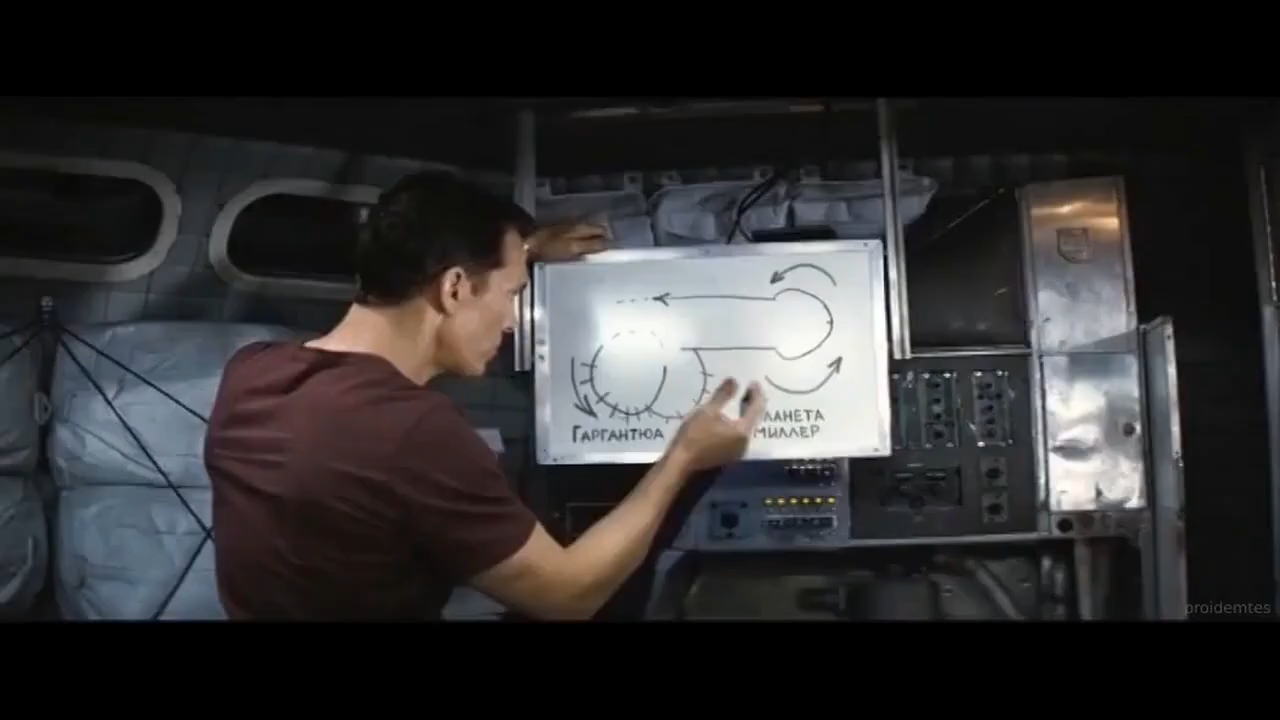 Гаргантюа
ланета
Миллер
proidemtes